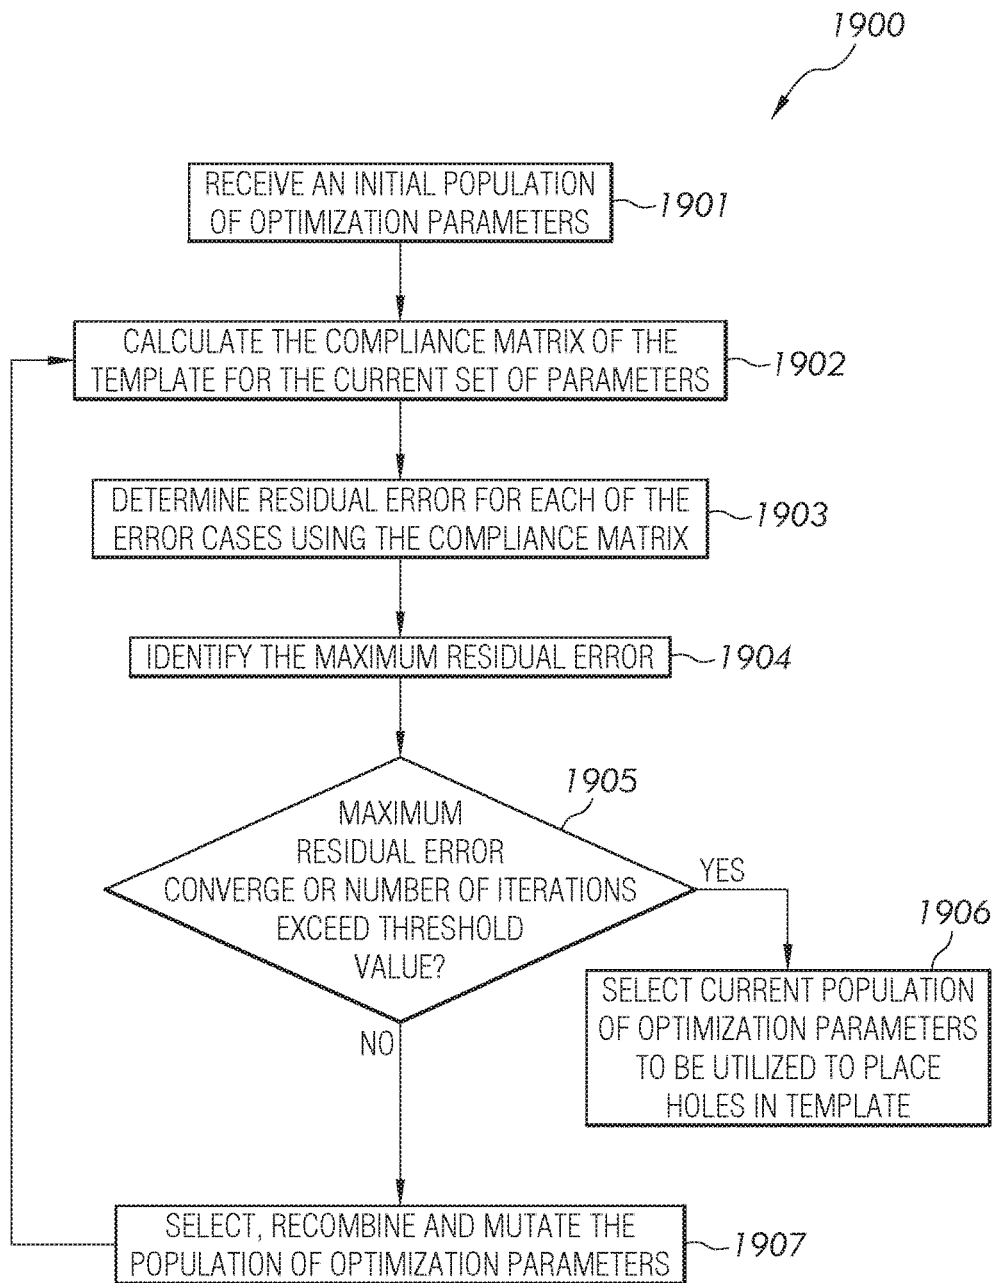 1900
RECEIVE AN INITIAL POPULATION
OF OPTIMIZATION PARAMETERS
1901
CALCULATE THE COMPLIANCE MATRIX OF THE
TEMPLATE FOR THE CURRENT SET OF PARAMETERS
1902
DETERMINE RESIDUAL ERROR FOR EACH OF THE
ERROR CASES USING THE COMPLIANCE MATRIX
1903
IDENTIFY THE MAXIMUM RESIDUAL ERROR
1904
1905
MAXIMUM
RESIDUAL ERROR
CONVERGE OR NUMBER OF ITERATIONS
EXCEED THRESHOLD
VALUE?
YES
NO
1906
SELECT CURRENT POPULATION
OF OPTIMIZATION PARAMETERS
TO BE UTILIZED TO PLACE
HOLES IN TEMPLATE
SELECT, RECOMBINE AND MUTATE THE
POPULATION OF OPTIMIZATION PARAMETERS
1907